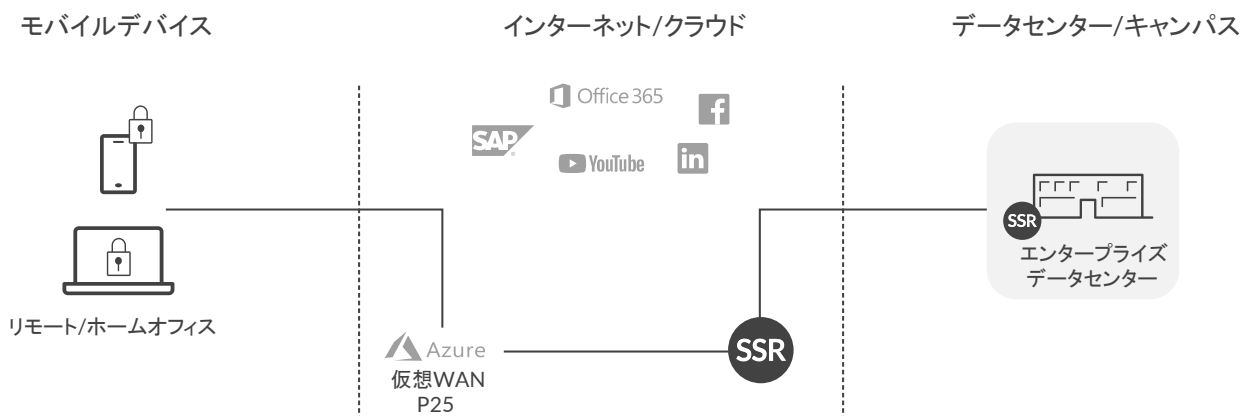 モバイルデバイス
インターネット/クラウド
データセンター/キャンパス
Office 365
SAP
YouTube
in
SSR
エンタープライズ
データセンター
リモート/ホームオフィス
Azure
仮想WAN
P25
SSR